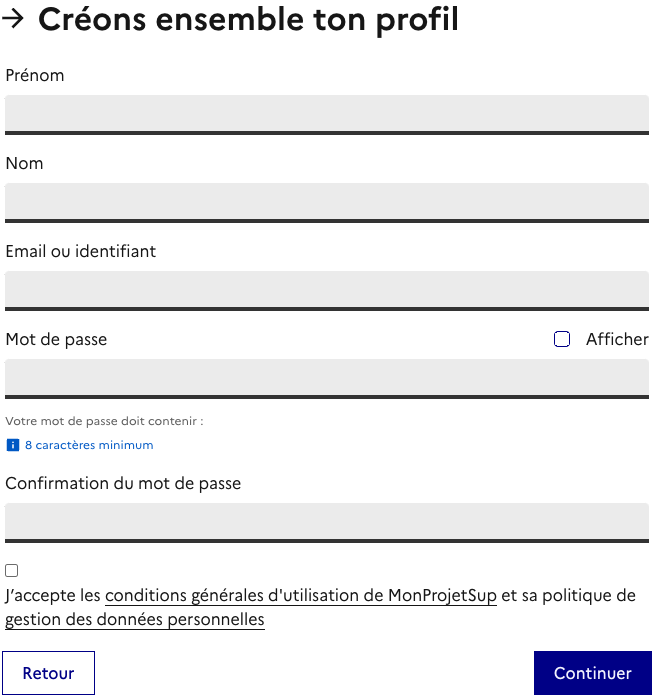 → Créons ensemble ton profil
Prénom
Nom
Email ou identifiant
Mot de passe Afficher
Votre mot de passe doit contenir :
8 caractères minimum
Confirmation du mot de passe
J’accepte les conditions générales d'utilisation de MonProjetSup et sa politique de
gestion des données personnelles
Retour Continuer